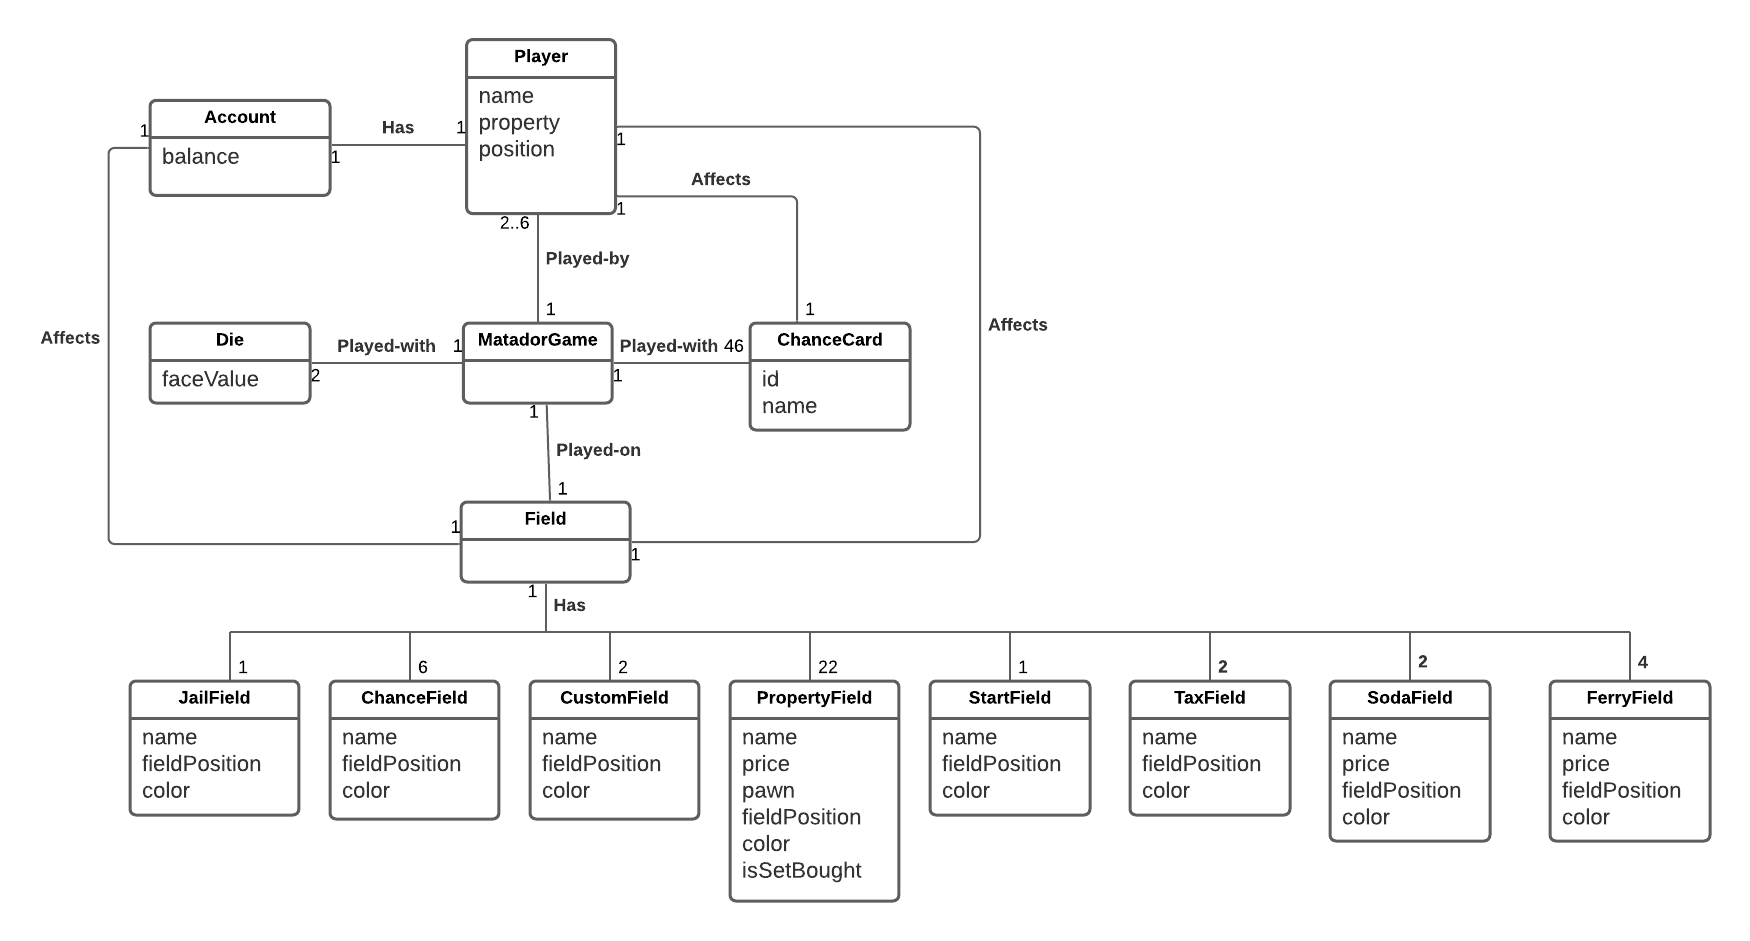 Player
name
property
position
Account
balance
1
Has
1
1
1
Affects
1
1
2..6
Played-by
1
1
Affects
Affects
Die
faceValue
Played-with
1
2
MatadorGame
Played-with 46
1
ChanceCard
id
name
1
Played-on
1
Field
1
1
1
Has
1
6
2
22
1
2
2
4
JailField
name
fieldPosition
color
ChanceField
name
fieldPosition
color
CustomField
name
fieldPosition
color
PropertyField
name
price
pawn
fieldPosition
color
isSetBought
StartField
name
fieldPosition
color
TaxField
name
fieldPosition
color
SodaField
name
price
fieldPosition
color
FerryField
name
price
fieldPosition
color